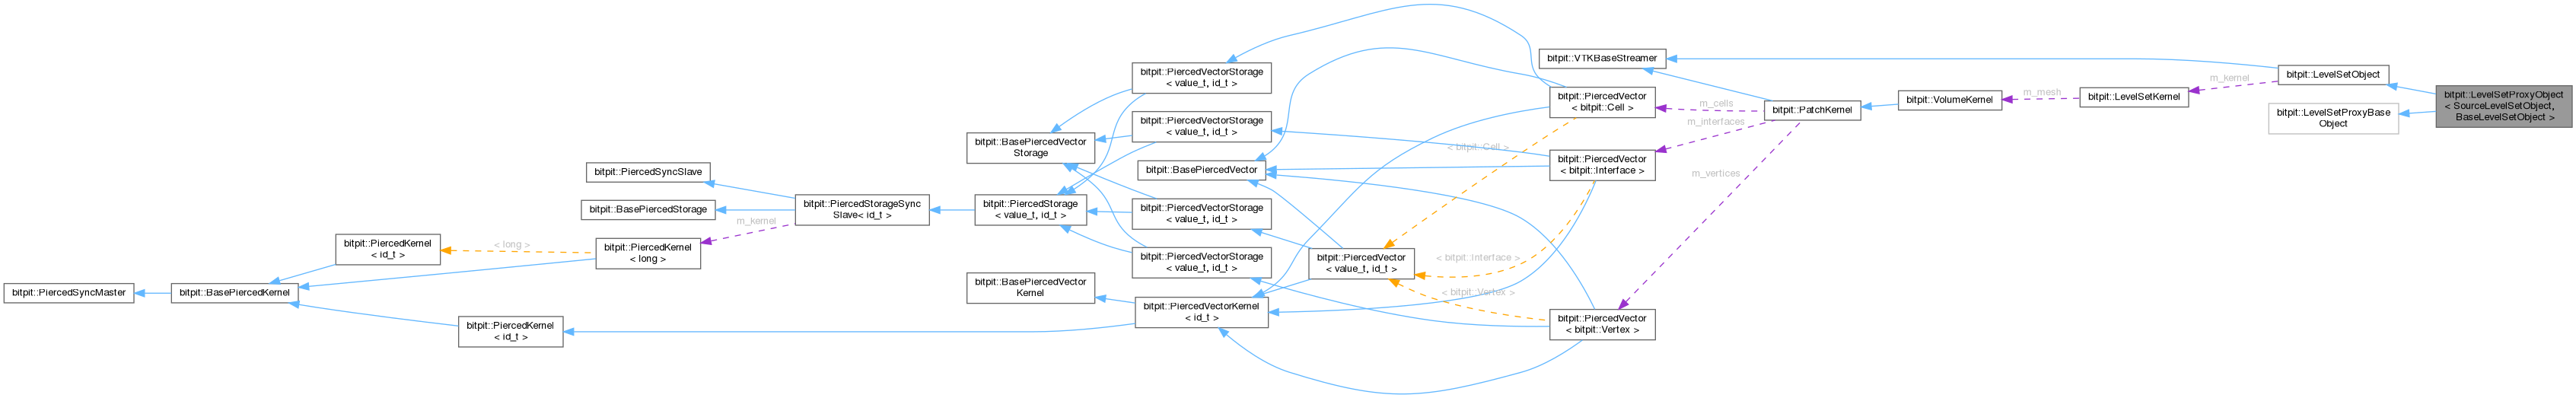 bitpit::PiercedSyncMaster
bitpit::BasePiercedKernel
bitpit::PiercedKernel
< id_t >
bitpit::PiercedKernel
< id_t >
< long >
bitpit::PiercedSyncSlave
bitpit::BasePiercedStorage
bitpit::PiercedKernel
< long >
m_kernel
bitpit::PiercedStorageSync
Slave< id_t >
bitpit::BasePiercedVector
Storage
bitpit::PiercedStorage
< value_t, id_t >
bitpit::BasePiercedVector
Kernel
bitpit::PiercedVectorStorage
< value_t, id_t >
bitpit::PiercedVectorStorage
< value_t, id_t >
bitpit::BasePiercedVector
bitpit::PiercedVectorStorage
< value_t, id_t >
bitpit::PiercedVectorStorage
< value_t, id_t >
bitpit::PiercedVectorKernel
< id_t >
bitpit::PiercedVector
< value_t, id_t >
< bitpit::Cell >
< bitpit::Interface >
< bitpit::Vertex >
bitpit::VTKBaseStreamer
bitpit::PiercedVector
< bitpit::Cell >
bitpit::PiercedVector
< bitpit::Interface >
bitpit::PiercedVector
< bitpit::Vertex >
m_cells
m_interfaces
m_vertices
bitpit::PatchKernel
bitpit::VolumeKernel
m_mesh
bitpit::LevelSetKernel
m_kernel
bitpit::LevelSetObject
bitpit::LevelSetProxyBase
Object
bitpit::LevelSetProxyObject
< SourceLevelSetObject,
BaseLevelSetObject >